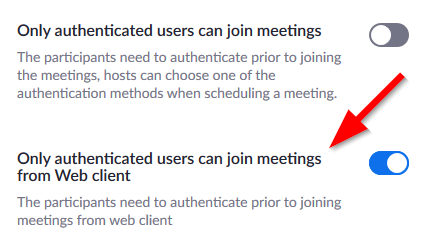 Only authenticated users can join meetings
The participants need to authenticate prior to joining
the meetings, hosts can choose one of the
authentication methods when scheduling a meeting.
Only authenticated users can join meetings
from Web client
The participants need to authenticate prior to joining
meetings from web client